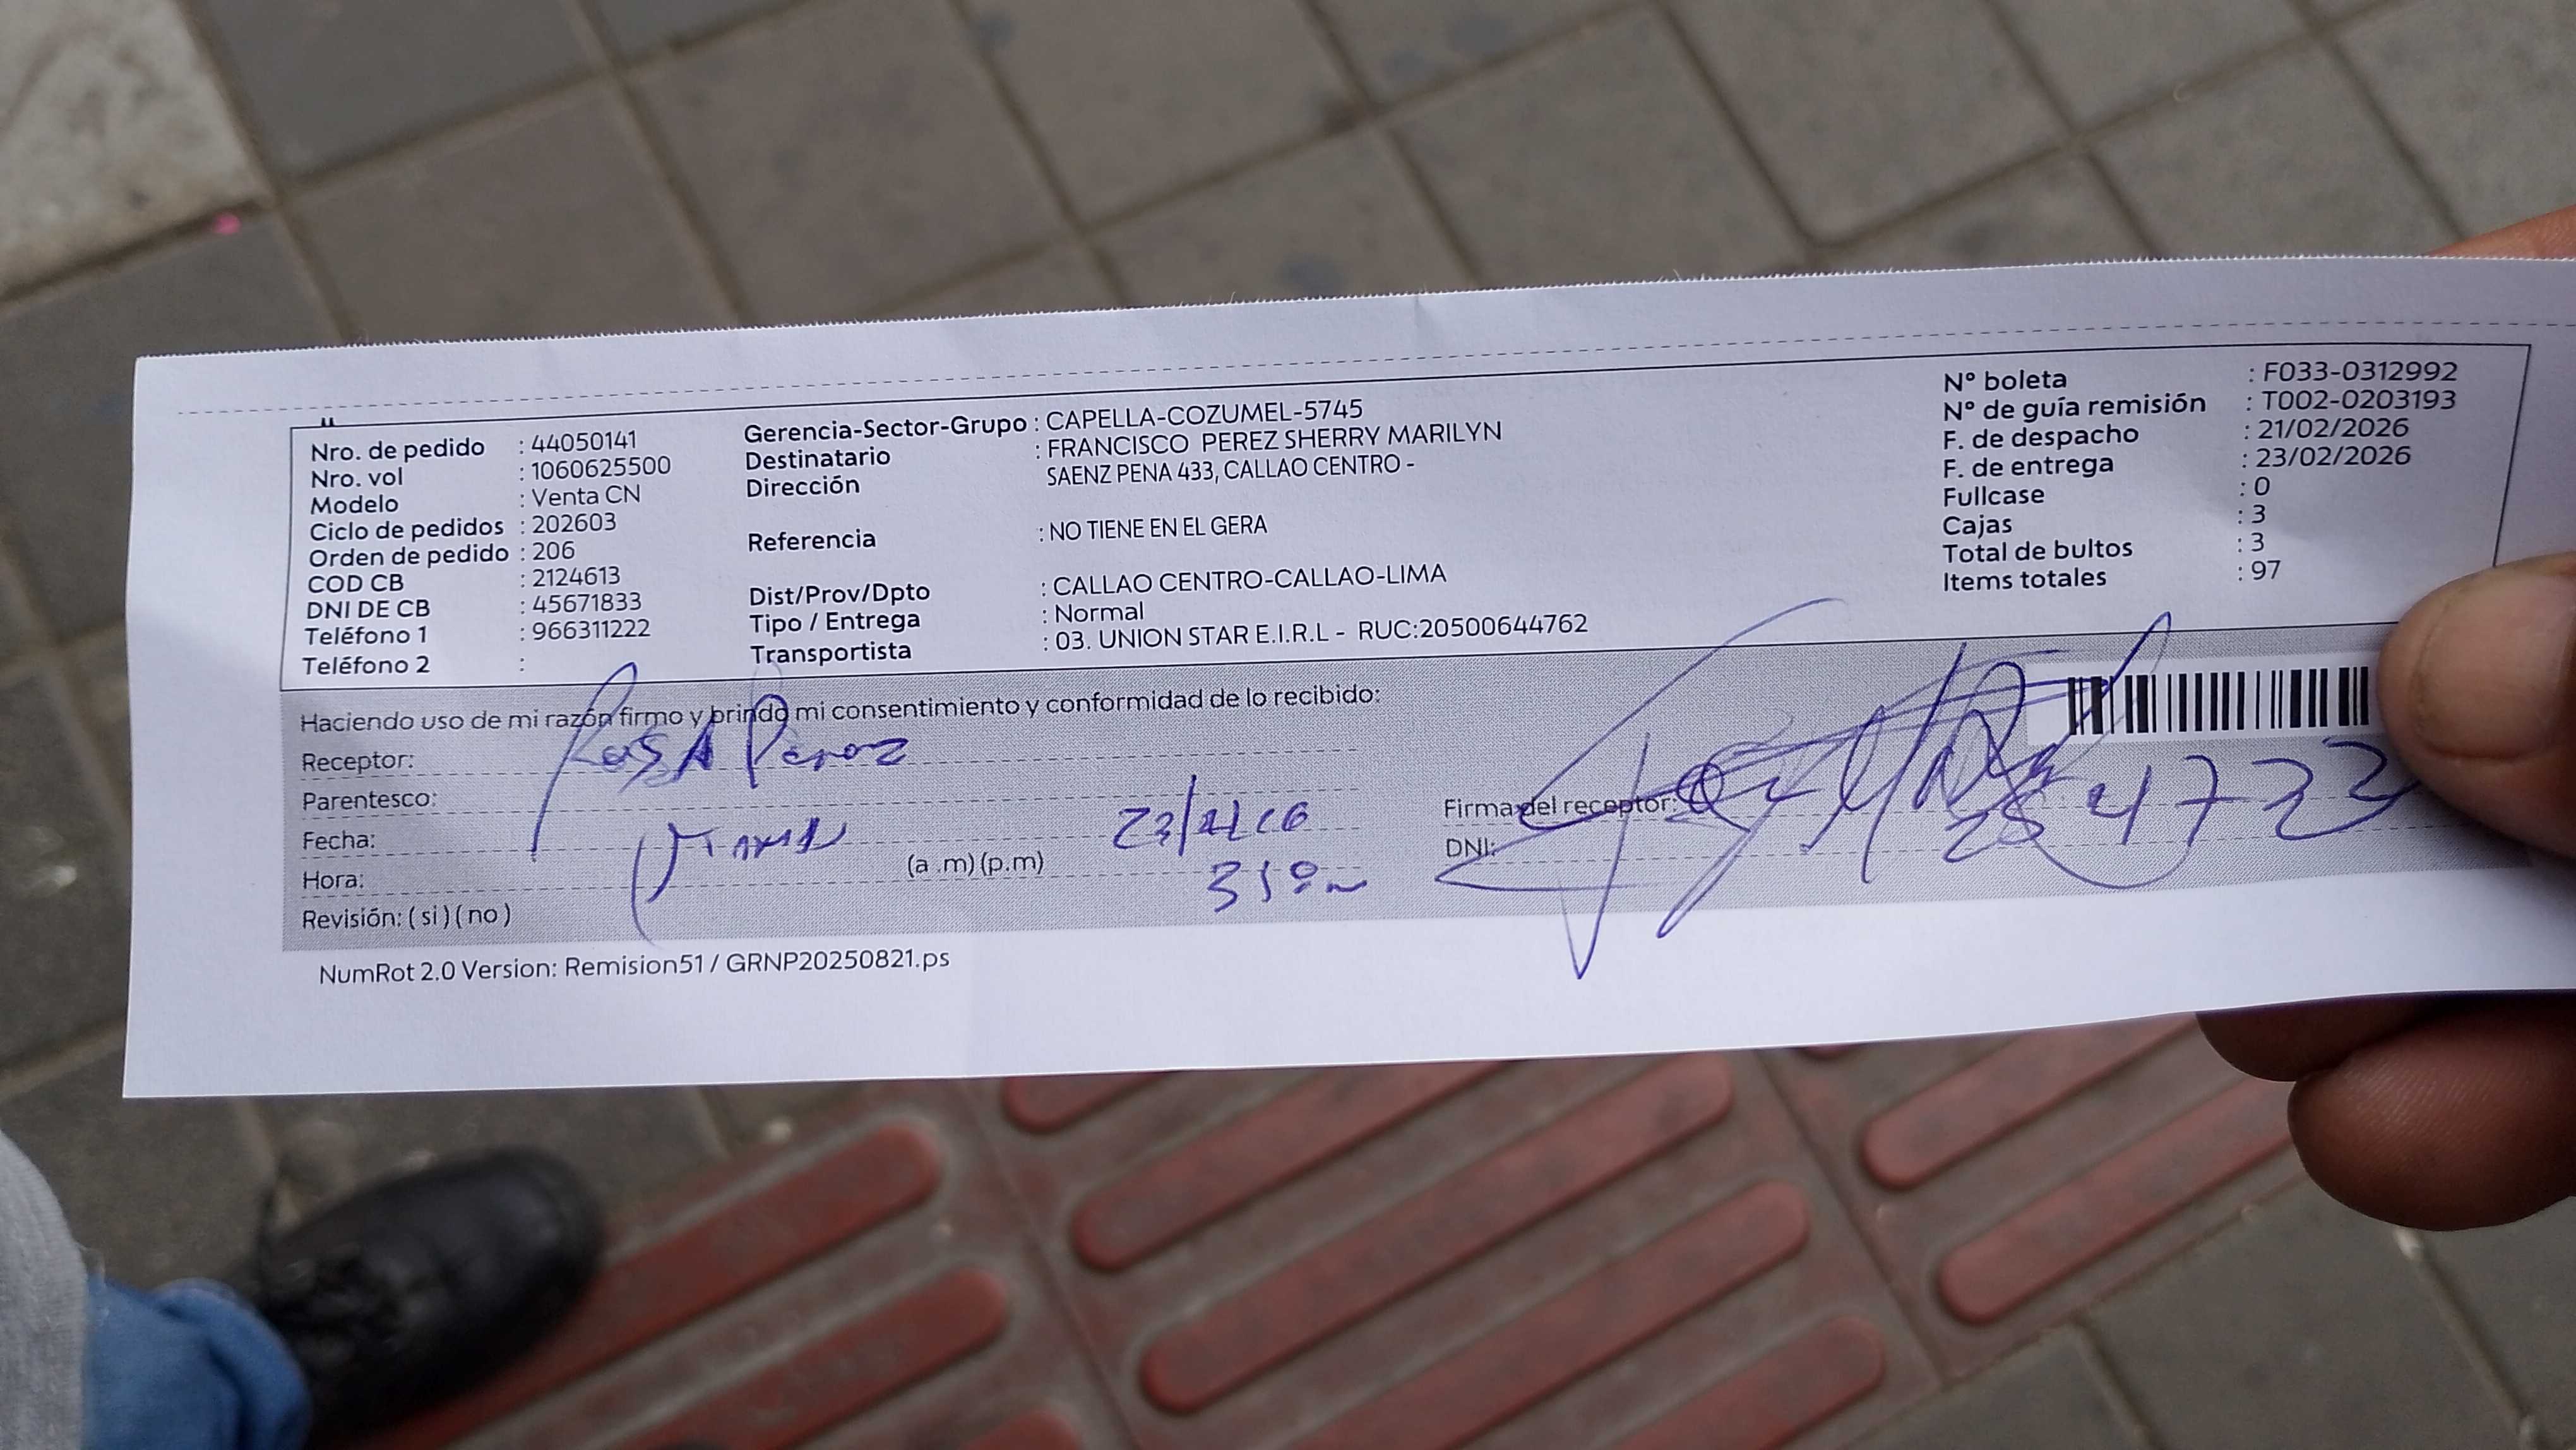 Nro. de pedido : 44050141
Nro. vol : 1060625500
Modelo : Venta CN
Ciclo de pedidos : 202603
Orden de pedido : 206
COD CB : 2124613
DNI DE CB : 45671833
Teléfono 1 : 966311222
Teléfono 2 :
Gerencia-Sector-Grupo : CAPELLA-COZUMEL-5745
Destinatario : FRANCISCO PEREZ SHERRY MARILYN
Dirección SAENZ PENA 433, CALLAO CENTRO -
Referencia : NO TIENE EN EL GERA
Dist/Prov/Dpto : CALLAO CENTRO-CALLAO-LIMA
Tipo / Entrega : Normal
Transportista : 03. UNION STAR E.I.R.L - RUC:20500644762
N° boleta : F033-0312992
N° de guía remisión : T002-0203193
F. de despacho : 21/02/2026
F. de entrega : 23/02/2026
Fullcase : 0
Cajas : 3
Total de bultos : 3
Items totales : 97
Haciendo uso de mi razón firmo y brindo mi consentimiento y conformidad de lo recibido:
Receptor: Rosa Perez
Parentesco:
Fecha:
Hora: (a .m) (p.m)
Revisión: ( si ) ( no )
Firma del receptor:
DNI:
NumRot 2.0 Version: Remision51 / GRNP20250821.ps